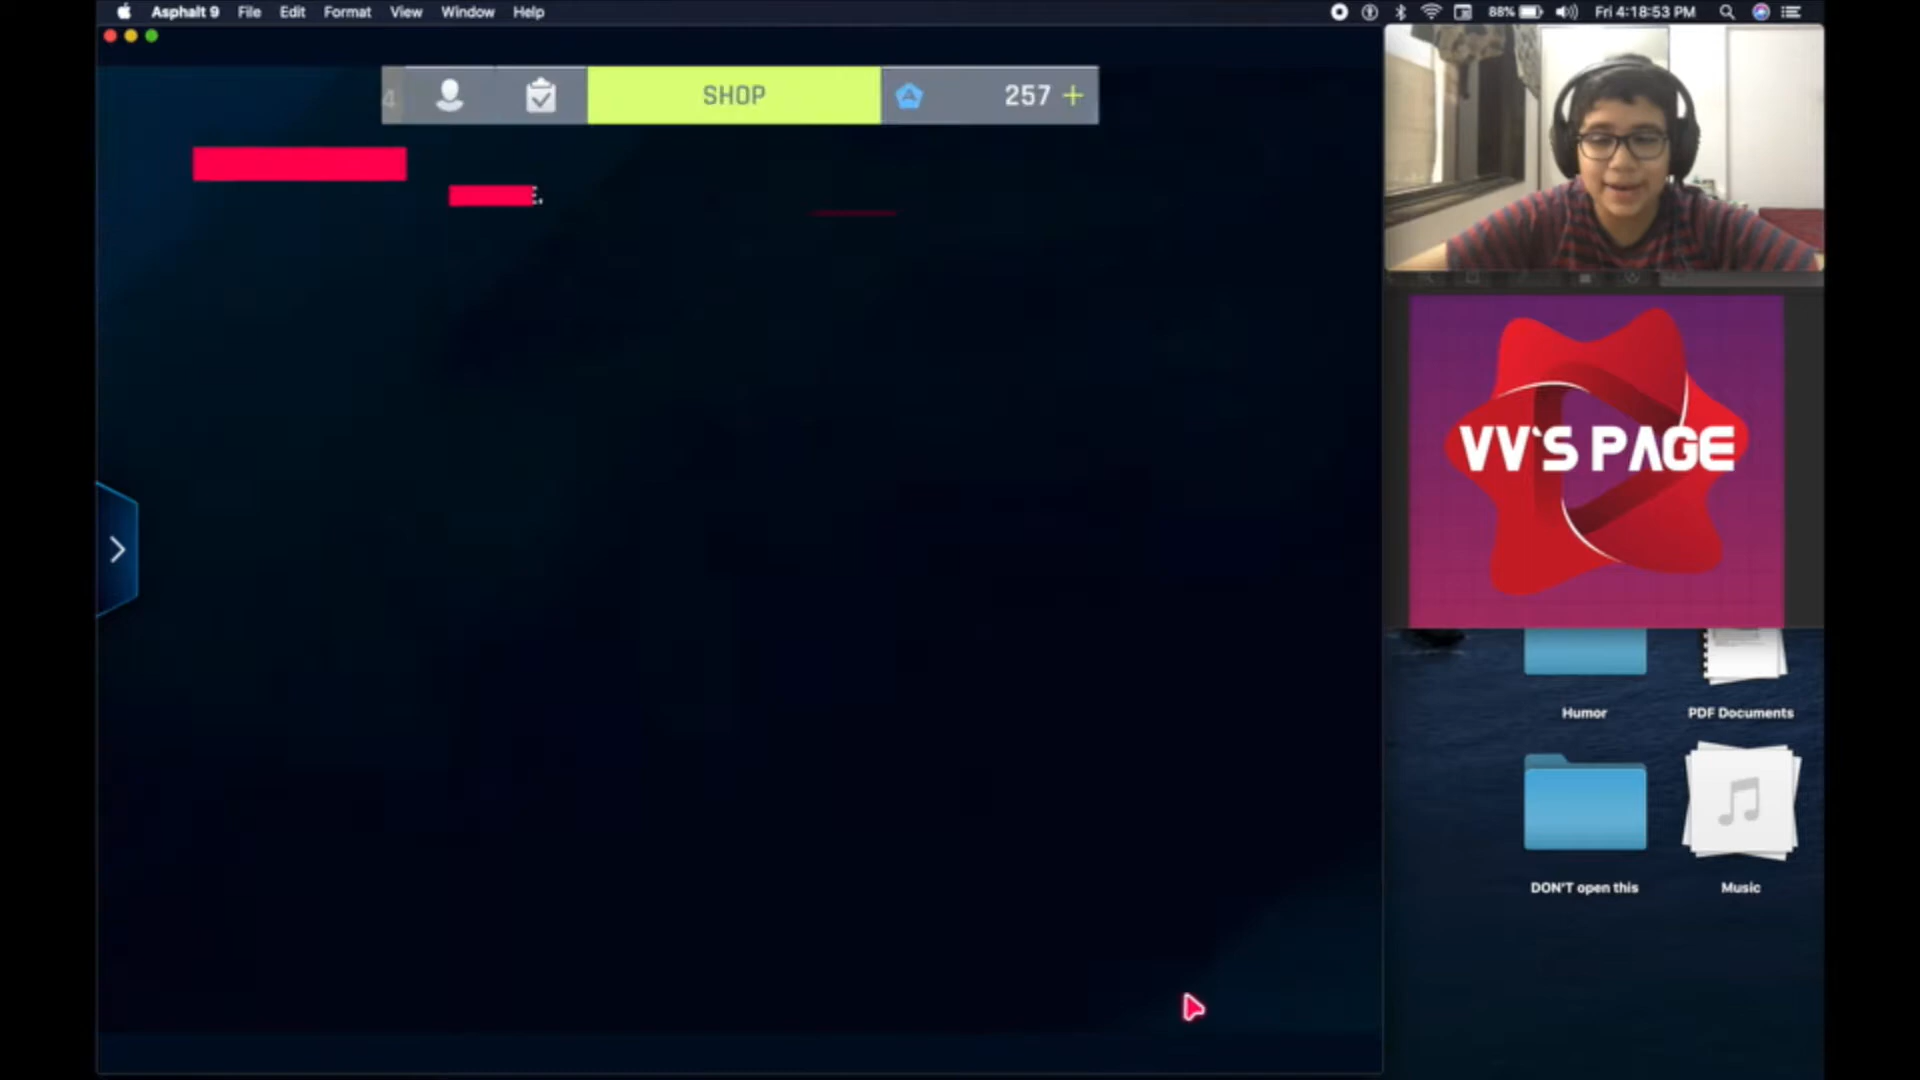 Asphalt 9 File Edit Format View Window Help
88% Fri 4:18:53 PM
4 SHOP 257 +
VV'S PAGE
Humor PDF Documents
DON'T open this Music